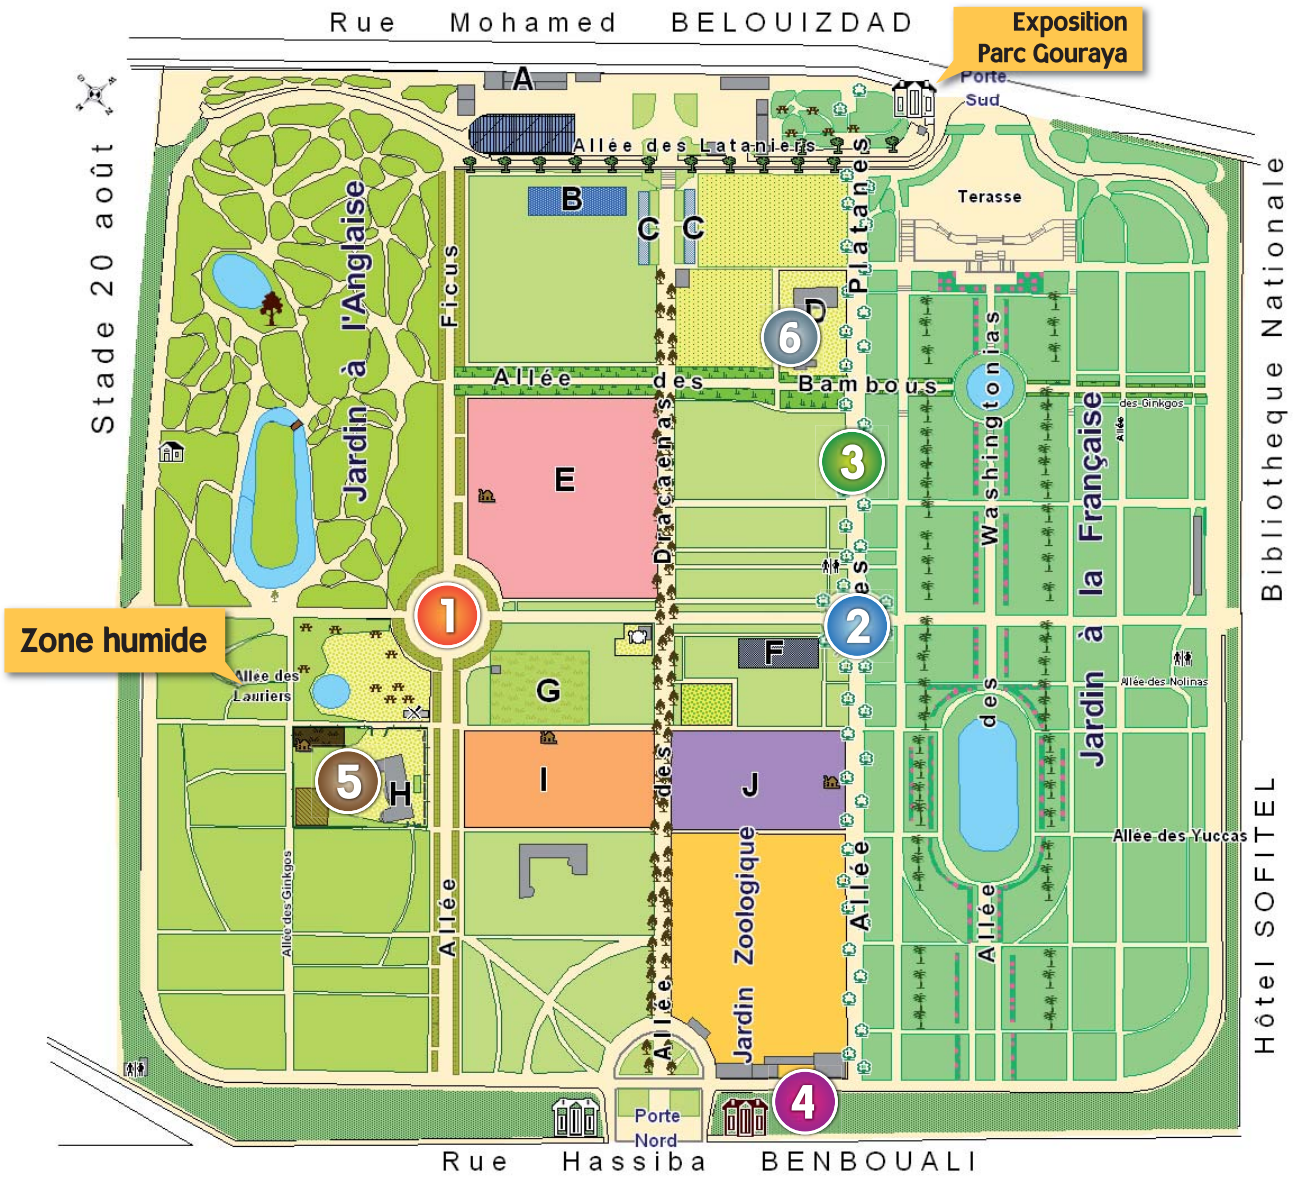 Rue Mohamed BELOUIZDAD
Exposition
Parc Gouraya
Porte
Sud
A
Allée des Lataniers
Stade 20 août
Jardin à l'Anglaise
Ficus
B
C
C
Platanes
Terasse
Bibliotheque Nationale
D
6
Allée des Bambous
Washingtonias
des Ginkgos
Allée
Jardin à la Française
3
E
Dracaenas
es
1
2
Zone humide
Allée des
Lauriers
F
G
des
Allée des Nolinas
5
H
I
des
J
Allée des Yuccas
Hôtel SOFITEL
Allée des Ginkgos
Allée
Jardin Zoologique
Allée
Allée
Allée
4
Porte
Nord
Rue Hassiba BENBOUALI